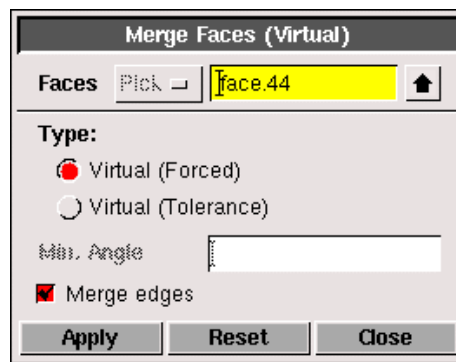 Merge Faces (Virtual)
Faces Pick face.44
Type:
Virtual (Forced)
Virtual (Tolerance)
Min. Angle
Merge edges
Apply Reset Close